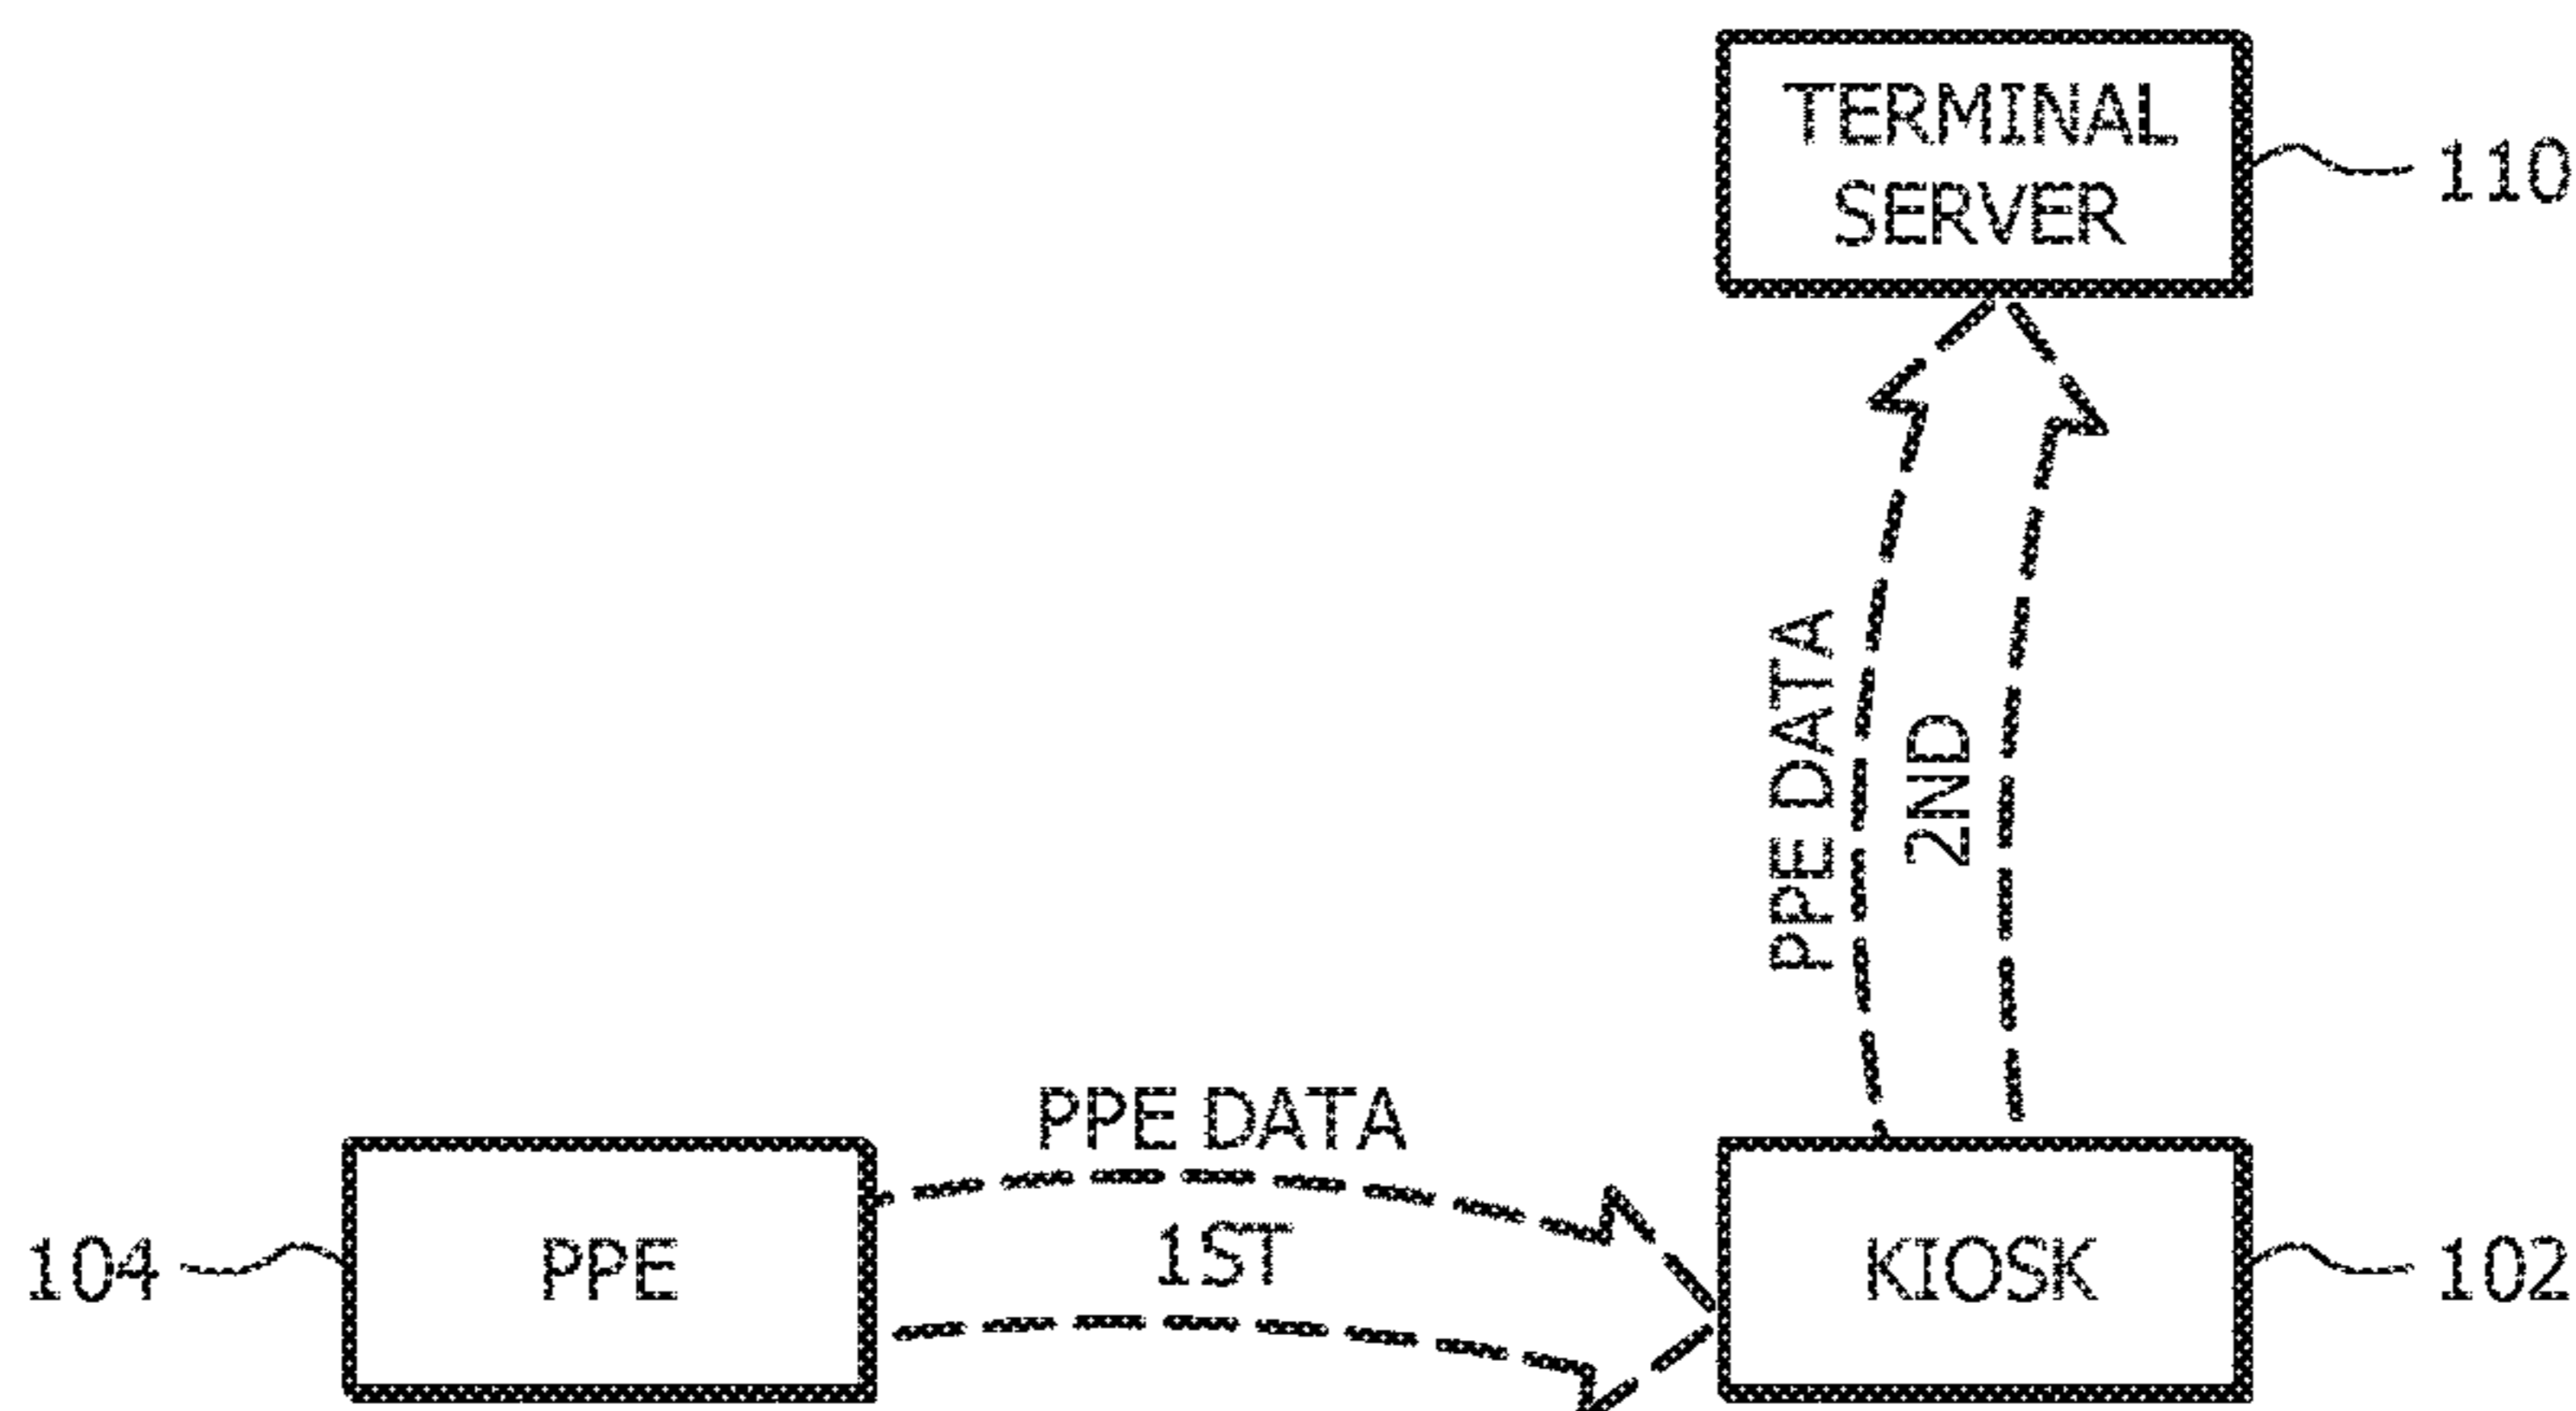 TERMINAL
SERVER
110
PPE DATA
2ND
PPE DATA
1ST
104
PPE
KIOSK
102